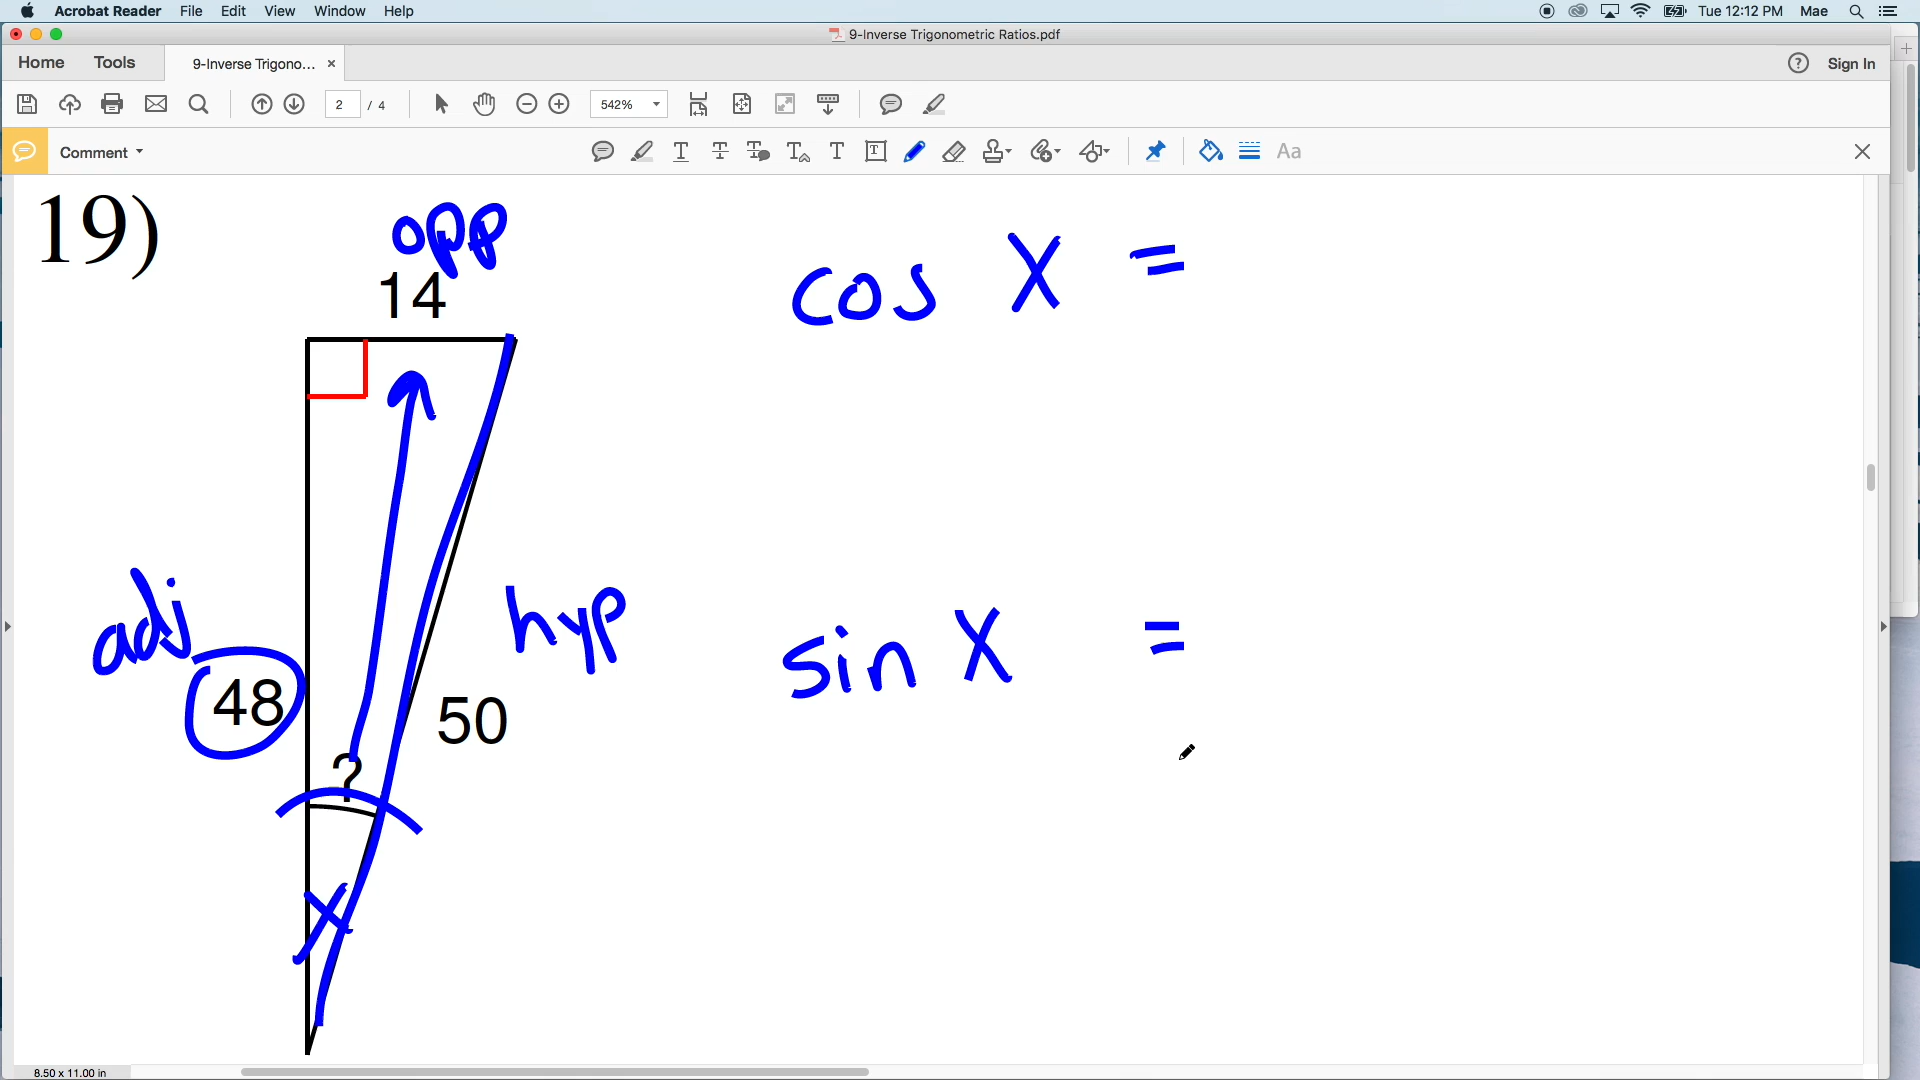 Acrobat Reader File Edit View Window Help Tue 12:12 PM Mae
9-Inverse Trigonometric Ratios.pdf
Home Tools 9-Inverse Trigono... × ? Sign In
2 / 4 542%
Comment T T T T T T Aa
19)
opp
14
cos X =
adj
hyp
sin X =
48
50
?
x
8.50 x 11.00 in